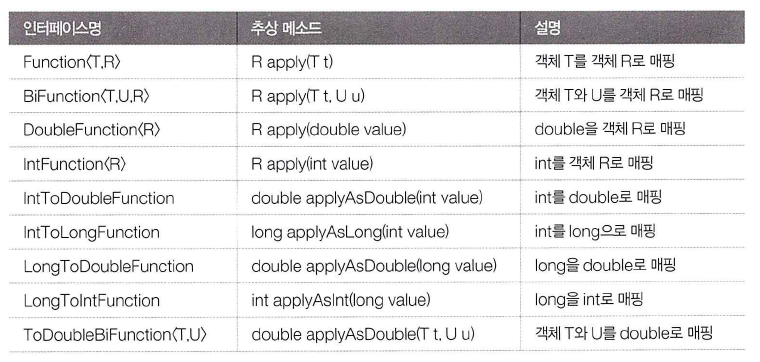 인터페이스명 추상 메소드 설명
Function〈T,R〉 R apply(T t) 객체 T를 객체 R로 매핑
BiFunction〈T,U,R〉 R apply(T t, U u) 객체 T와 U를 객체 R로 매핑
DoubleFunction〈R〉 R apply(double value) double을 객체 R로 매핑
IntFunction〈R〉 R apply(int value) int를 객체 R로 매핑
IntToDoubleFunction double applyAsDouble(int value) int를 double로 매핑
IntToLongFunction long applyAsLong(int value) int를 long으로 매핑
LongToDoubleFunction double applyAsDouble(long value) long을 double로 매핑
LongToIntFunction int applyAsInt(long value) long을 int로 매핑
ToDoubleBiFunction〈T,U〉 double applyAsDouble(T t, U u) 객체 T와 U를 double로 매핑